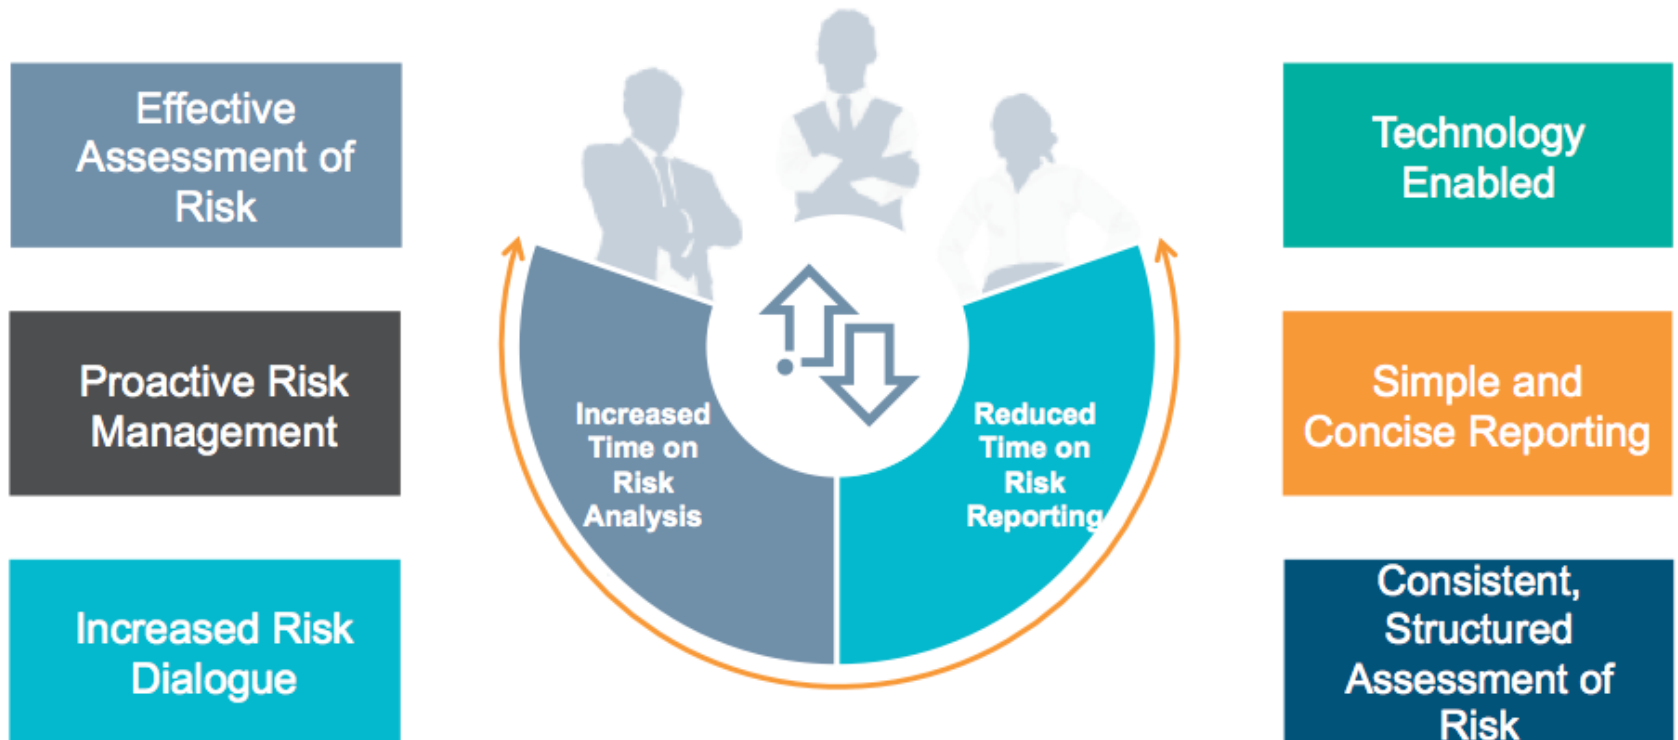 Effective
Assessment of
Risk
Proactive Risk
Management
Increased Risk
Dialogue
Increased
Time on
Risk
Analysis
Reduced
Time on
Risk
Reporting
Technology
Enabled
Simple and
Concise Reporting
Consistent,
Structured
Assessment of
Risk